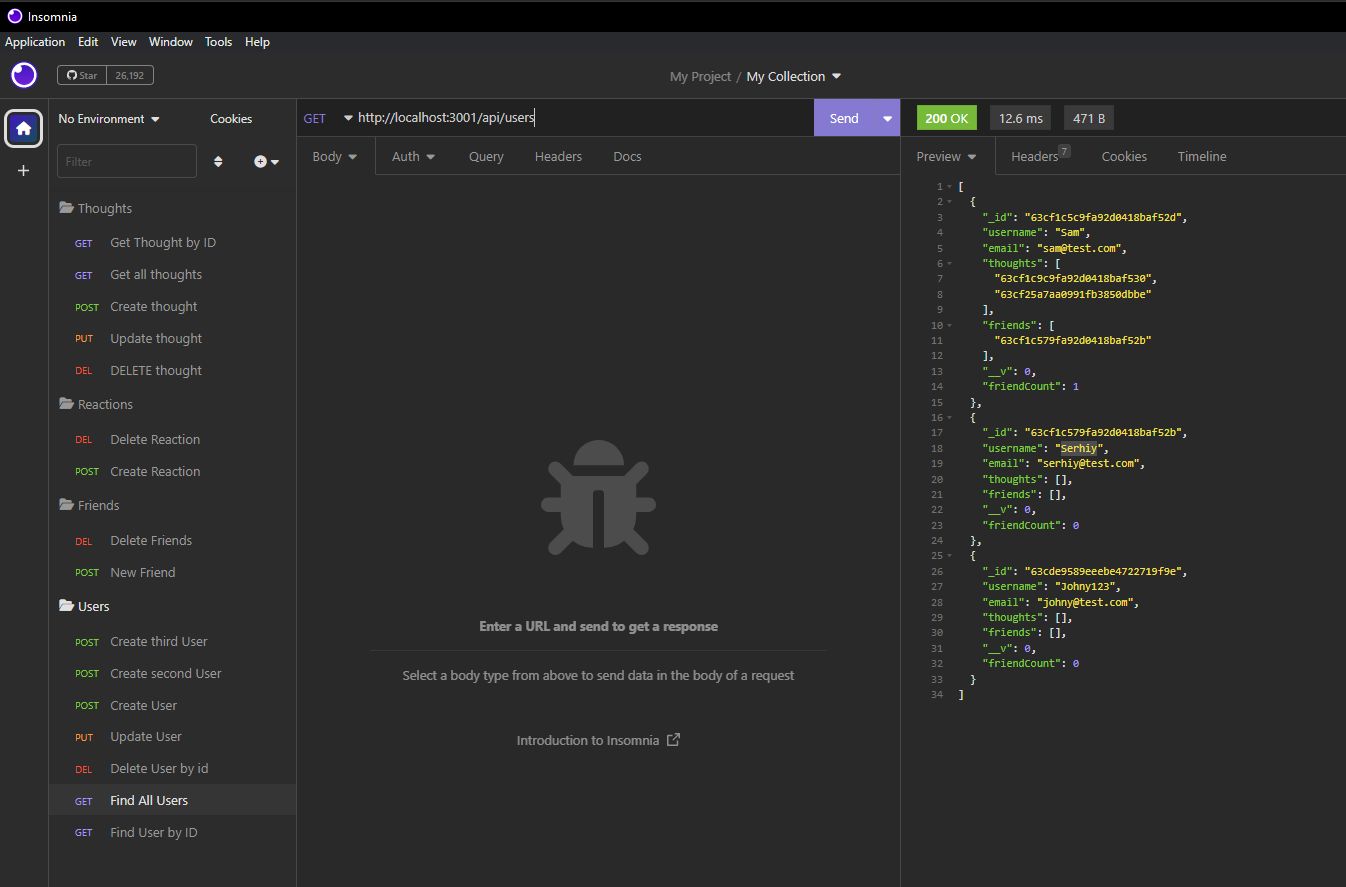 Insomnia
Application Edit View Window Tools Help
Star 26,192
My Project / My Collection
No Environment Cookies
Filter
Thoughts
GET Get Thought by ID
GET Get all thoughts
POST Create thought
PUT Update thought
DEL DELETE thought
Reactions
DEL Delete Reaction
POST Create Reaction
Friends
DEL Delete Friends
POST New Friend
Users
POST Create third User
POST Create second User
POST Create User
PUT Update User
DEL Delete User by id
GET Find All Users
GET Find User by ID
GET http://localhost:3001/api/users Send
Body Auth Query Headers Docs
Enter a URL and send to get a response
Select a body type from above to send data in the body of a request
Introduction to Insomnia
200 OK 12.6 ms 471 B
Preview Headers 7 Cookies Timeline
1 [
2 {
3 "_id": "63cf1c5c9fa92d0418baf52d",
4 "username": "Sam",
5 "email": "sam@test.com",
6 "thoughts": [
7 "63cf1c9c9fa92d0418baf530",
8 "63cf25a7aa0991fb3850dbbe"
9 ],
10 "friends": [
11 "63cf1c579fa92d0418baf52b"
12 ],
13 "__v": 0,
14 "friendCount": 1
15 },
16 {
17 "_id": "63cf1c579fa92d0418baf52b",
18 "username": "Serhiy",
19 "email": "serhiy@test.com",
20 "thoughts": [],
21 "friends": [],
22 "__v": 0,
23 "friendCount": 0
24 },
25 {
26 "_id": "63cde9589eeebe4722719f9e",
27 "username": "Johny123",
28 "email": "johny@test.com",
29 "thoughts": [],
30 "friends": [],
31 "__v": 0,
32 "friendCount": 0
33 }
34 ]